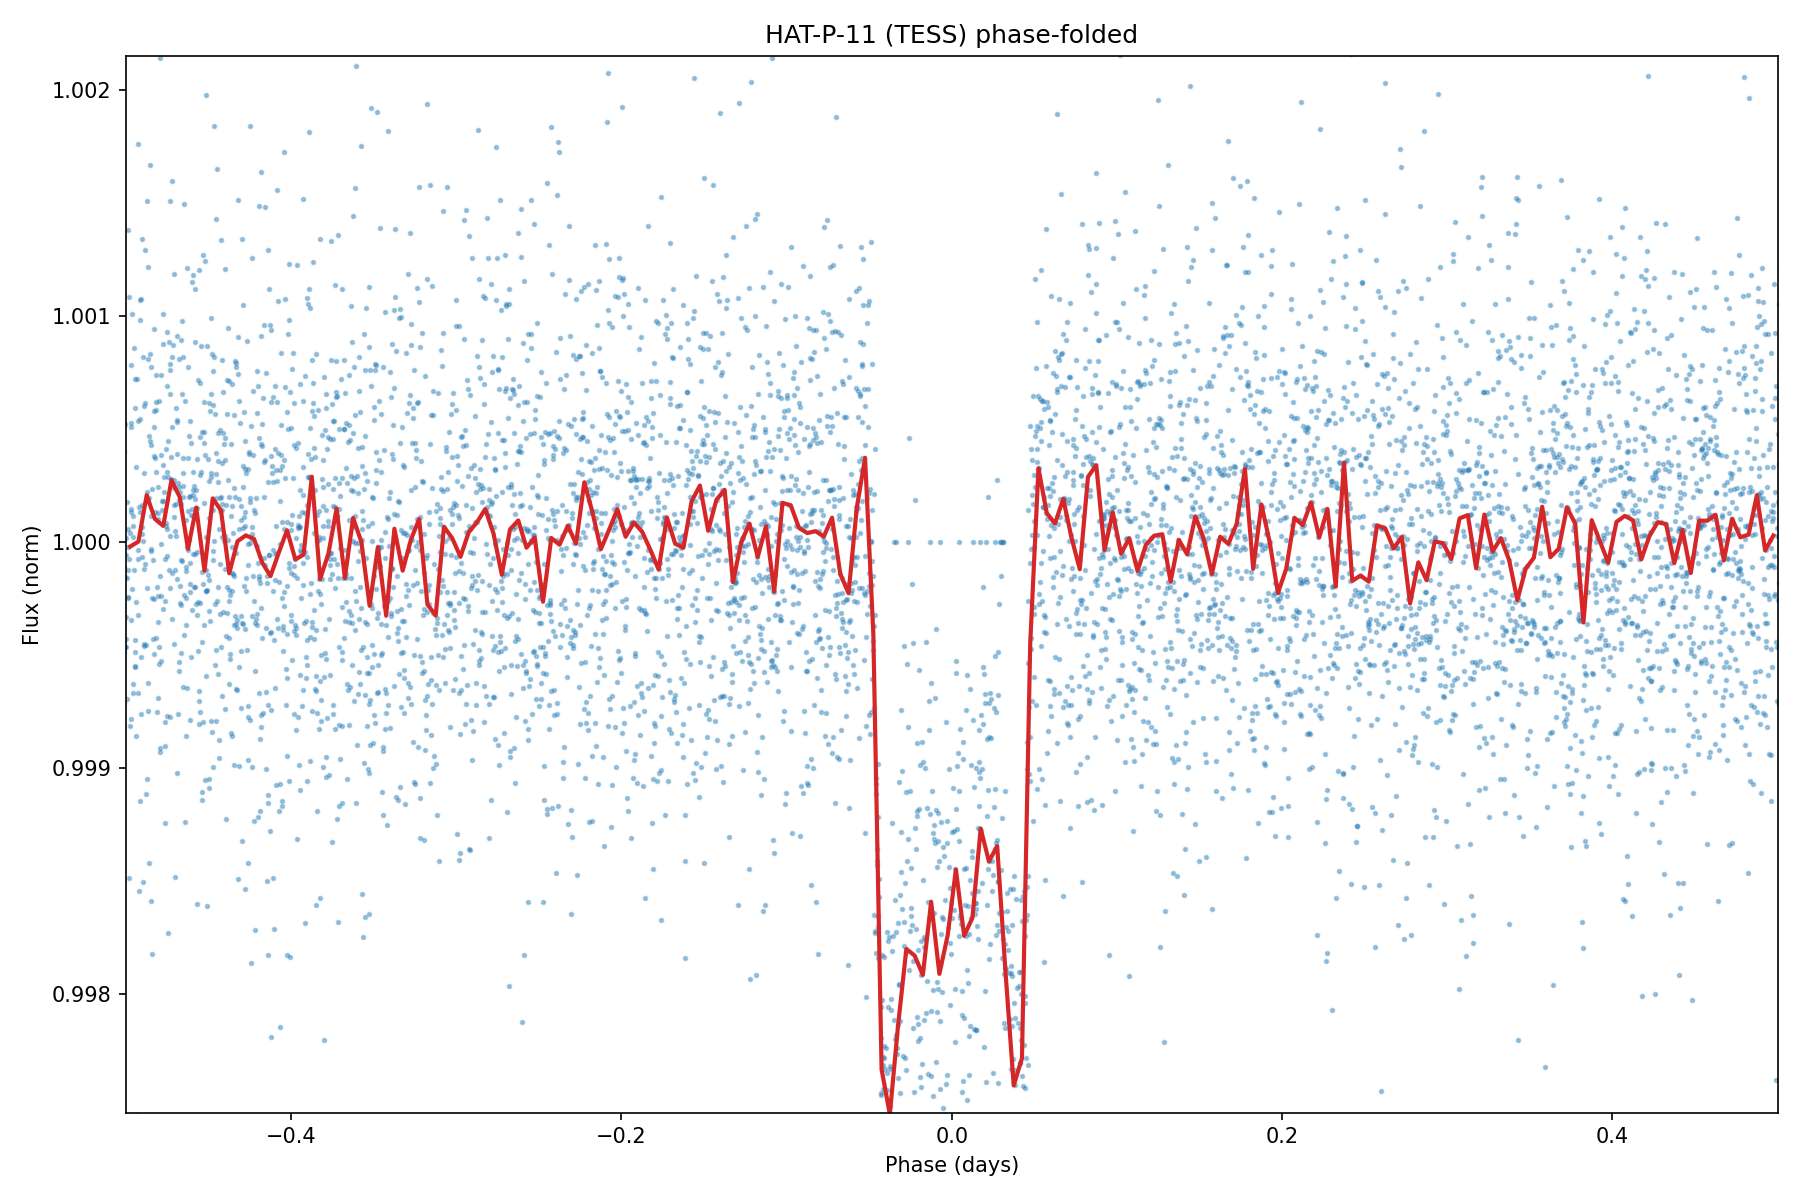 HAT-P-11 (TESS) phase-folded
1.002
1.001
1.000
0.999
0.998
Flux (norm)
−0.4 −0.2 0.0 0.2 0.4
Phase (days)